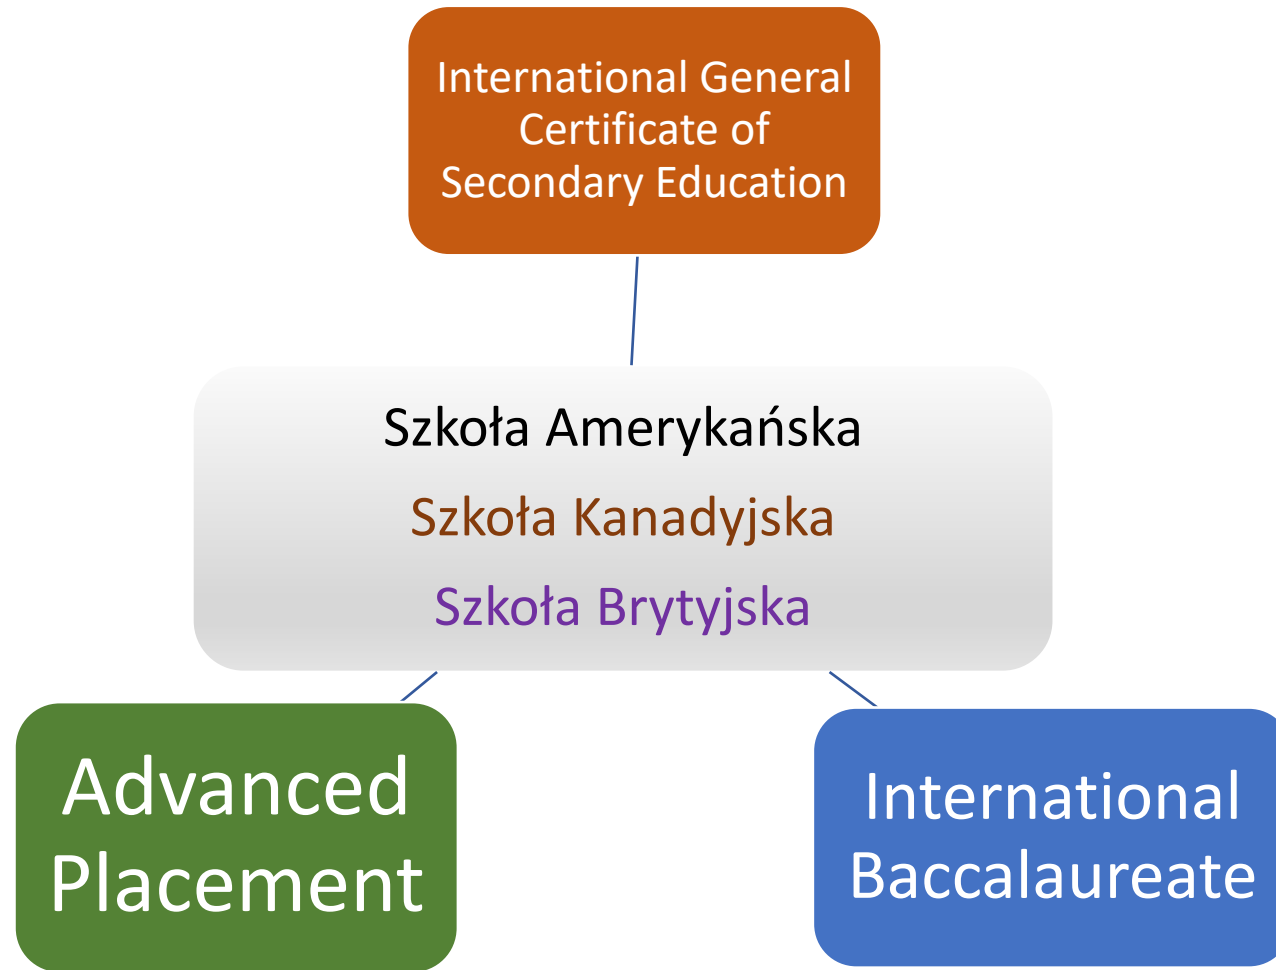 International General
Certificate of
Secondary Education
Szkoła Amerykańska
Szkoła Kanadyjska
Szkoła Brytyjska
Advanced
Placement
International
Baccalaureate